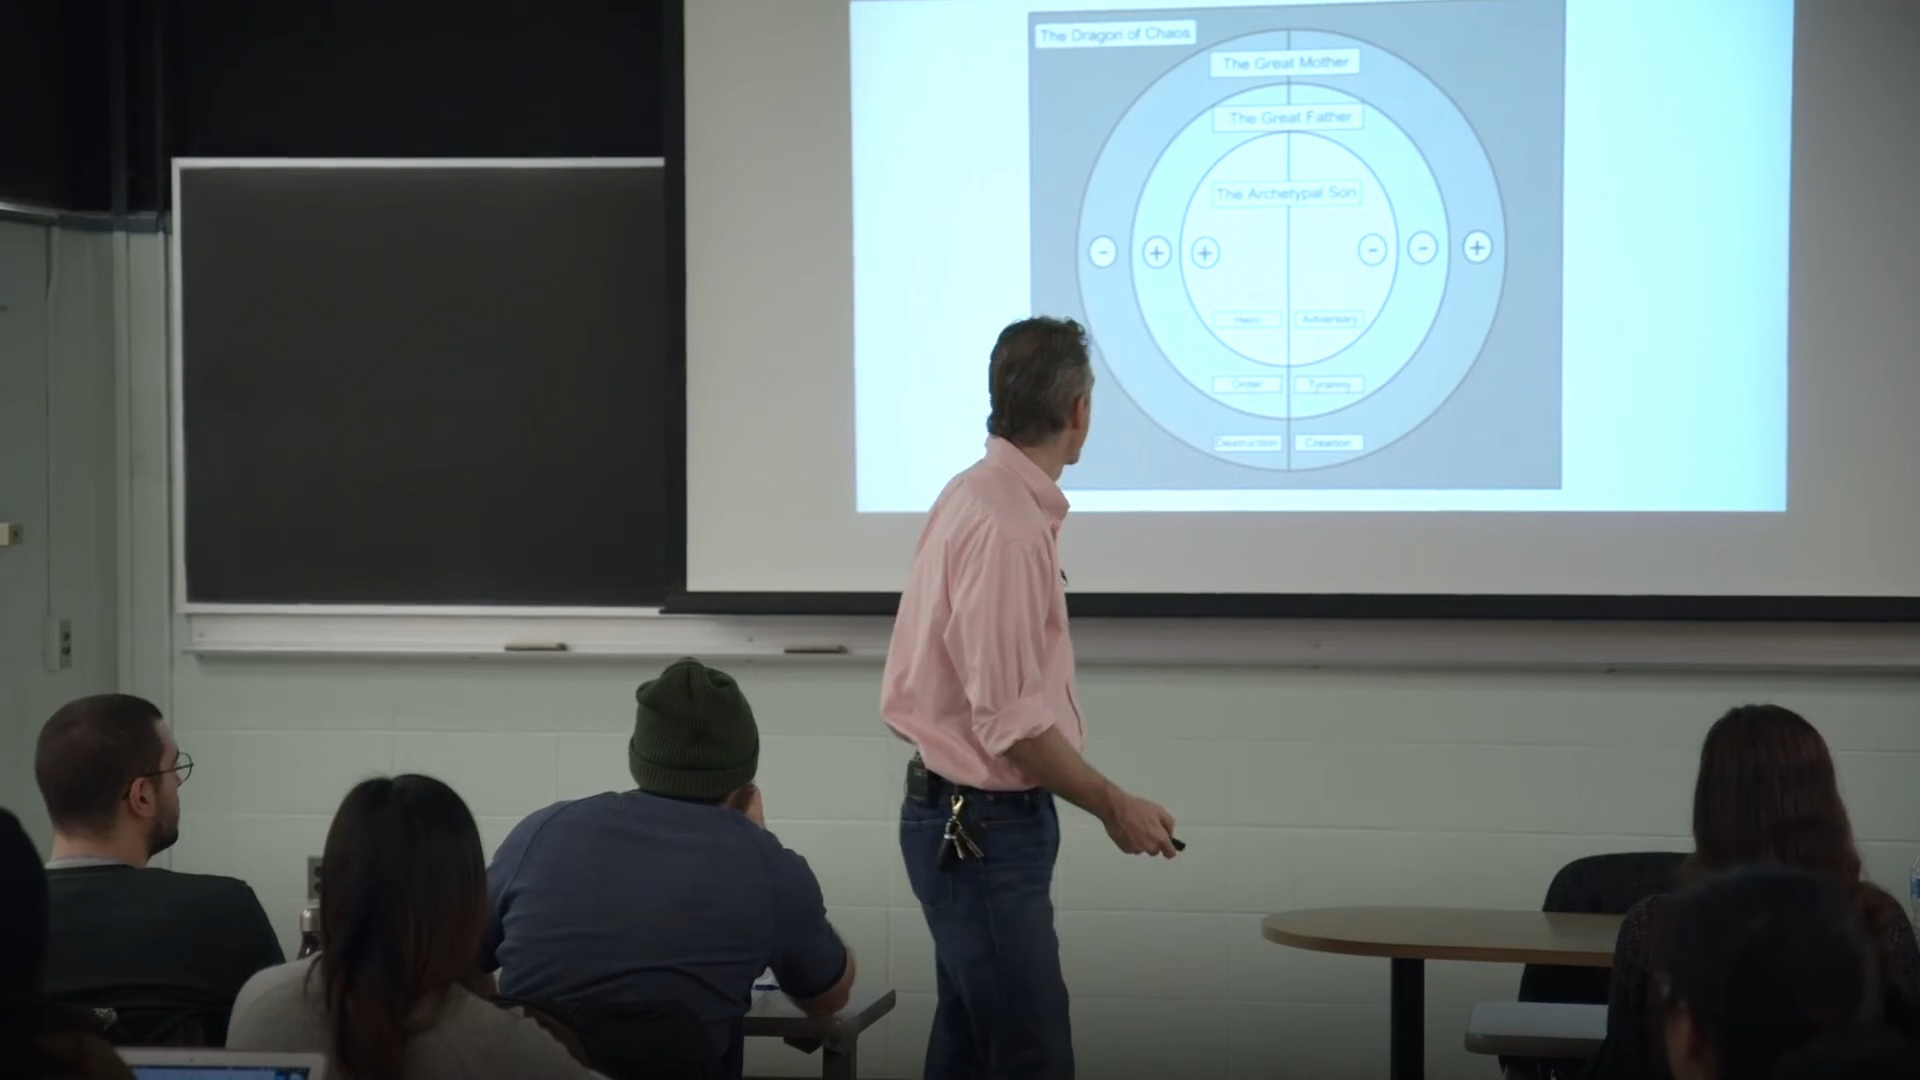 The Dragon of Chaos
The Great Mother
The Great Father
The Archetypal Son
- + + - - +
Hero Adversary
Order Tyranny
Destruction Creation